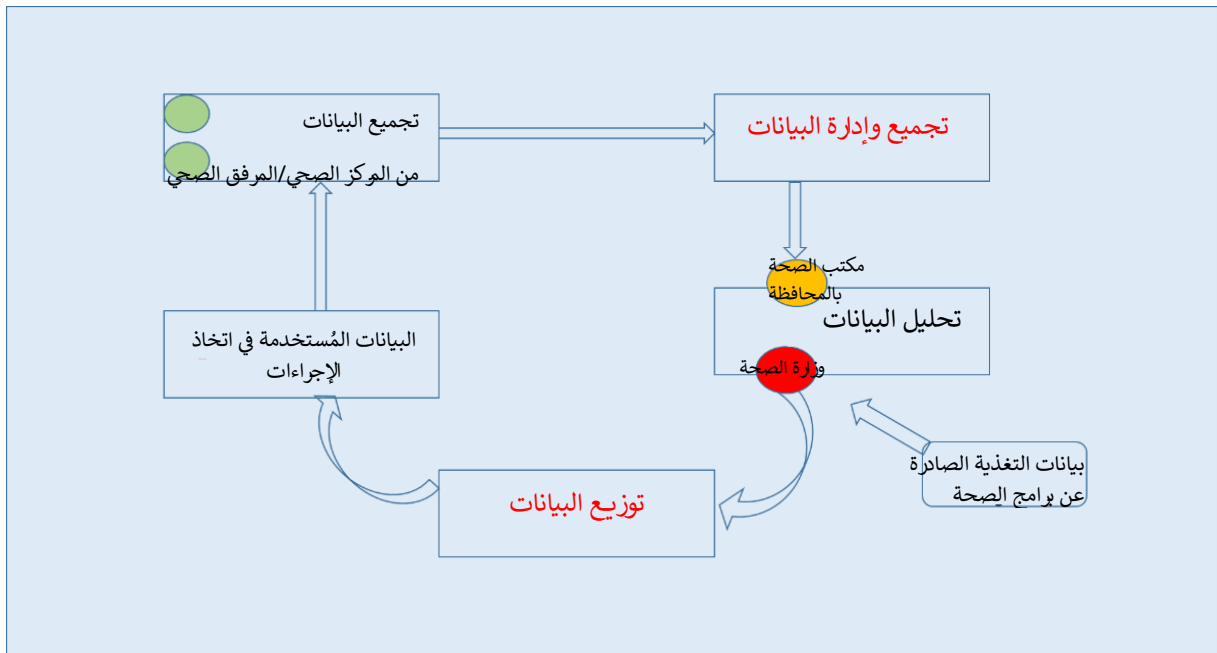 تجميع البيانات
من المركز الصحي/المرفق الصحي
تجميع وإدارة البيانات
مكتب الصحة
بالمحافظة
تحليل البيانات
وزارة الصحة
بيانات التغذية الصادرة
عن برامج الصحة
توزيع البيانات
البيانات المُستخدمة في اتخاذ
الإجراءات